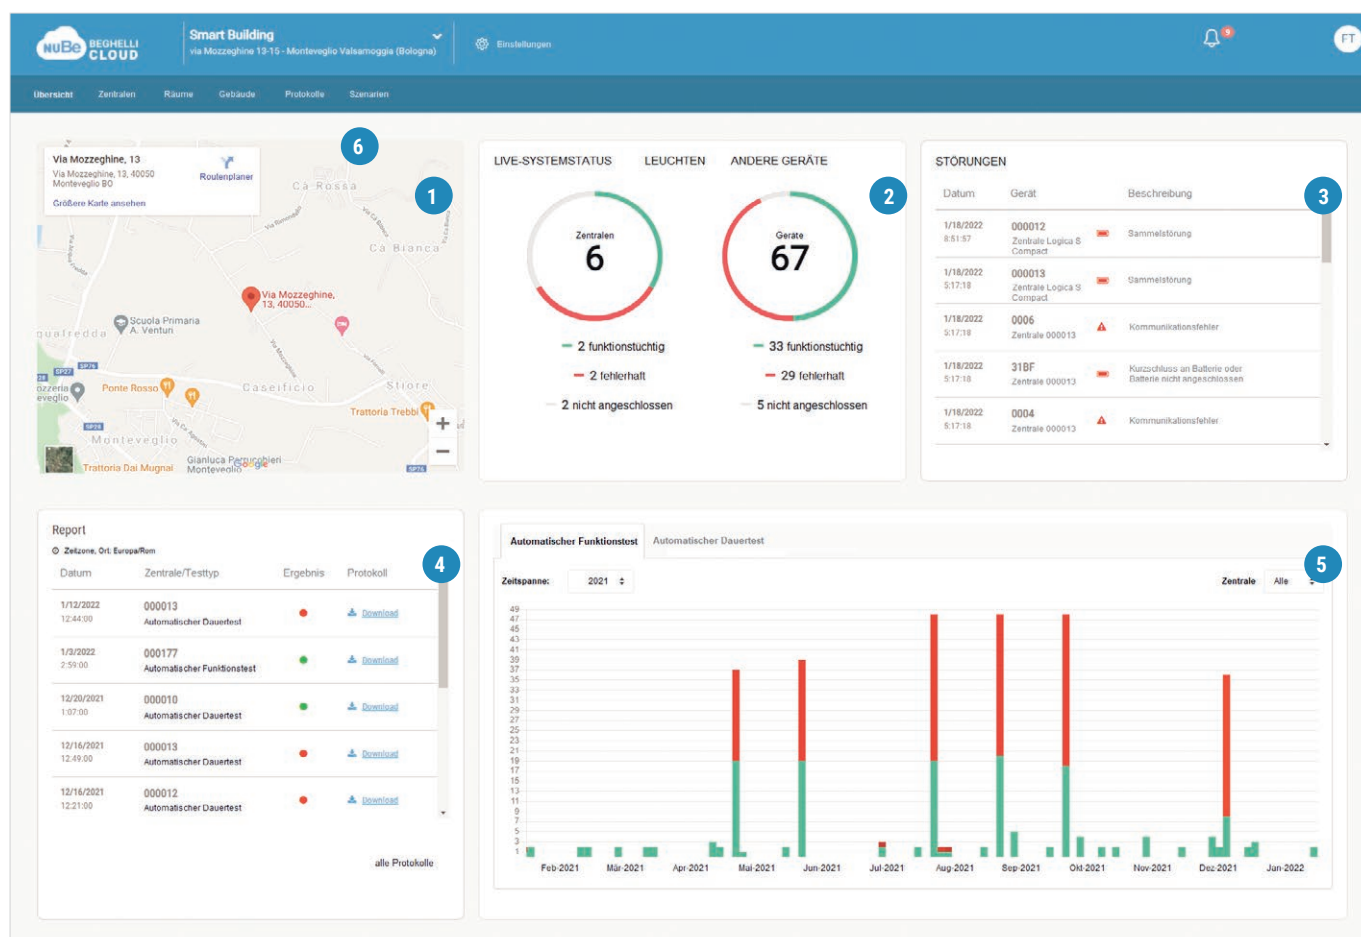 NUBE BEGHELLI
CLOUD
Smart Building
via Mozzeghine 13-15 - Monteveglio Valsamoggia (Bologna)
Einstellungen
9
FT
Übersicht Zentralen Räume Gebäude Protokolle Szenarien
6
1
Via Mozzeghine, 13
Via Mozzeghine, 13, 40050
Monteveglio BO
Routenplaner
Größere Karte ansehen
Cà Rossa
Ca Bianca
Via Mozzeghine,
13, 40050...
Scuola Primaria
A. Venturi
SP76
SP27
28
Ponte Rosso
Caseificio
Stiore
Trattoria Trebbi
SP28
Monteveglio
Trattoria Dai Mugnai
Gianluca
Monteveglio
Google
SP76
+
−
LIVE-SYSTEMSTATUS LEUCHTEN ANDERE GERÄTE
2
Zentralen
6
2 funktionstüchtig
2 fehlerhaft
2 nicht angeschlossen
Geräte
67
33 funktionstüchtig
29 fehlerhaft
5 nicht angeschlossen
STÖRUNGEN
3
Datum Gerät Beschreibung
1/18/2022 000012
8:51:57 Zentrale Logica S Sammelstörung
Compact
1/18/2022 000013
5:17:18 Zentrale Logica S Sammelstörung
Compact
1/18/2022 0006
5:17:18 Zentrale 000013 Kommunikationsfehler
1/18/2022 31BF Kurzschluss an Batterie oder
5:17:18 Zentrale 000013 Batterie nicht angeschlossen
1/18/2022 0004
5:17:18 Zentrale 000013 Kommunikationsfehler
Report
Zeitzone, Ort: Europa/Rom
4
Datum Zentrale/Testtyp Ergebnis Protokoll
1/12/2022 000013
12:44:00 Automatischer Dauertest Download
1/3/2022 000177
2:59:00 Automatischer Funktionstest Download
12/20/2021 000010
1:07:00 Automatischer Dauertest Download
12/16/2021 000013
12:49:00 Automatischer Dauertest Download
12/16/2021 000012
12:21:00 Automatischer Dauertest Download
alle Protokolle
Automatischer Funktionstest Automatischer Dauertest
5
Zeitspanne: 2021 Zentrale Alle
49
47
45
43
41
39
37
35
33
31
29
27
25
23
21
19
17
15
13
11
9
7
5
3
1
Feb-2021 Mär-2021 Apr-2021 Mai-2021 Jun-2021 Jul-2021 Aug-2021 Sep-2021 Okt-2021 Nov-2021 Dez-2021 Jan-2022